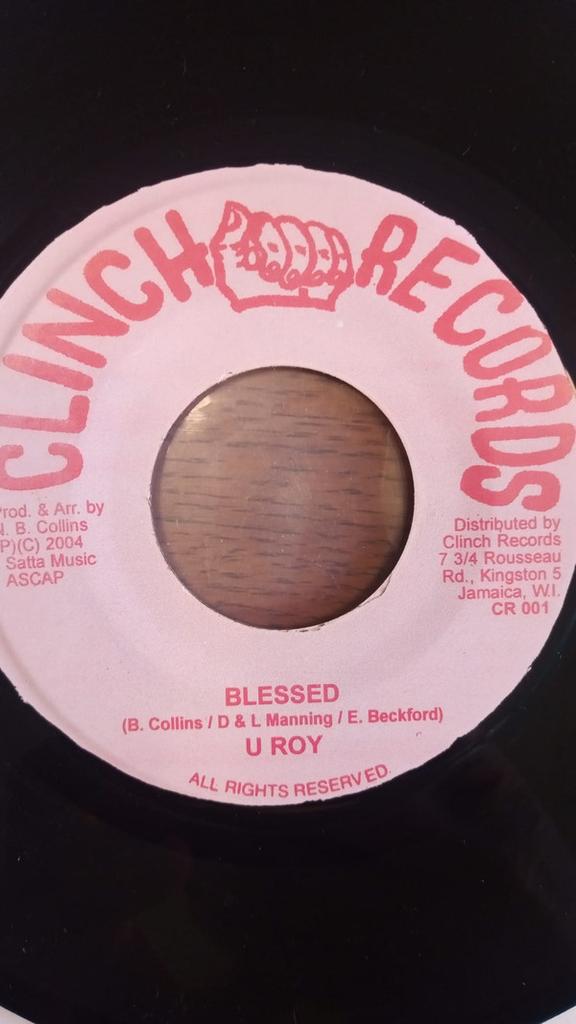 CLINCH RECORDS
rod. & Arr. by
. B. Collins
P)(C) 2004
Satta Music
ASCAP
Distributed by
Clinch Records
7 3/4 Rousseau
Rd., Kingston 5
Jamaica, W.I.
CR 001
BLESSED
(B. Collins / D & L Manning / E. Beckford)
U ROY
ALL RIGHTS RESERVED